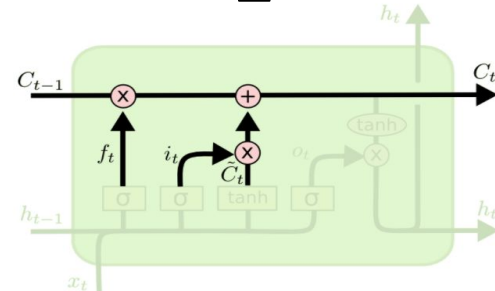 h_t
C_{t-1} × + C_t
tanh
f_t i_t × C̃_t o_t ×
σ σ tanh σ
h_{t-1} h_t
x_t